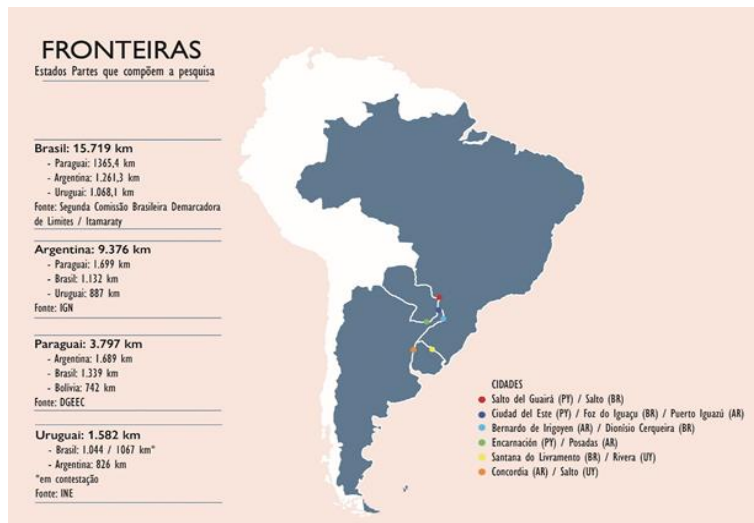 FRONTEIRAS
Estados Partes que compõem a pesquisa
Brasil: 15.719 km
- Paraguai: 1365,4 km
- Argentina: 1.261,3 km
- Uruguai: 1.068,1 km
Fonte: Segunda Comissão Brasileira Demarcadora
de Limites / Itamaraty
Argentina: 9.376 km
- Paraguai: 1.699 km
- Brasil: 1.132 km
- Uruguai: 887 km
Fonte: IGN
Paraguai: 3.797 km
- Argentina: 1.689 km
- Brasil: 1.339 km
- Bolivia: 742 km
Fonte: DGEEC
Uruguai: 1.582 km
- Brasil: 1.044 / 1067 km*
- Argentina: 826 km
*em contestação
Fonte: INE
CIDADES
Salto del Guairá (PY) / Salto (BR)
Ciudad del Este (PY) / Foz do Iguaçu (BR) / Puerto Iguazú (AR)
Bernardo de Irigoyen (AR) / Dionísio Cerqueira (BR)
Encarnación (PY) / Posadas (AR)
Santana do Livramento (BR) / Rivera (UY)
Concordia (AR) / Salto (UY)